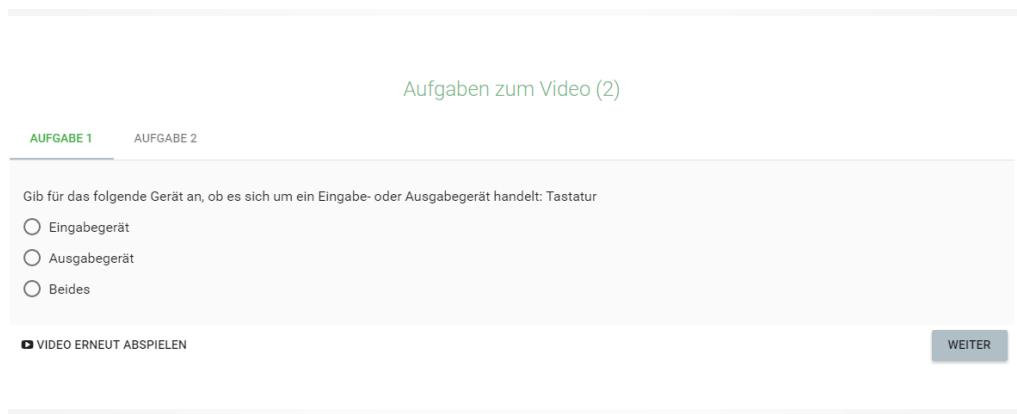 Aufgaben zum Video (2)
AUFGABE 1
AUFGABE 2
Gib für das folgende Gerät an, ob es sich um ein Eingabe- oder Ausgabegerät handelt: Tastatur
Eingabegerät
Ausgabegerät
Beides
VIDEO ERNEUT ABSPIELEN
WEITER